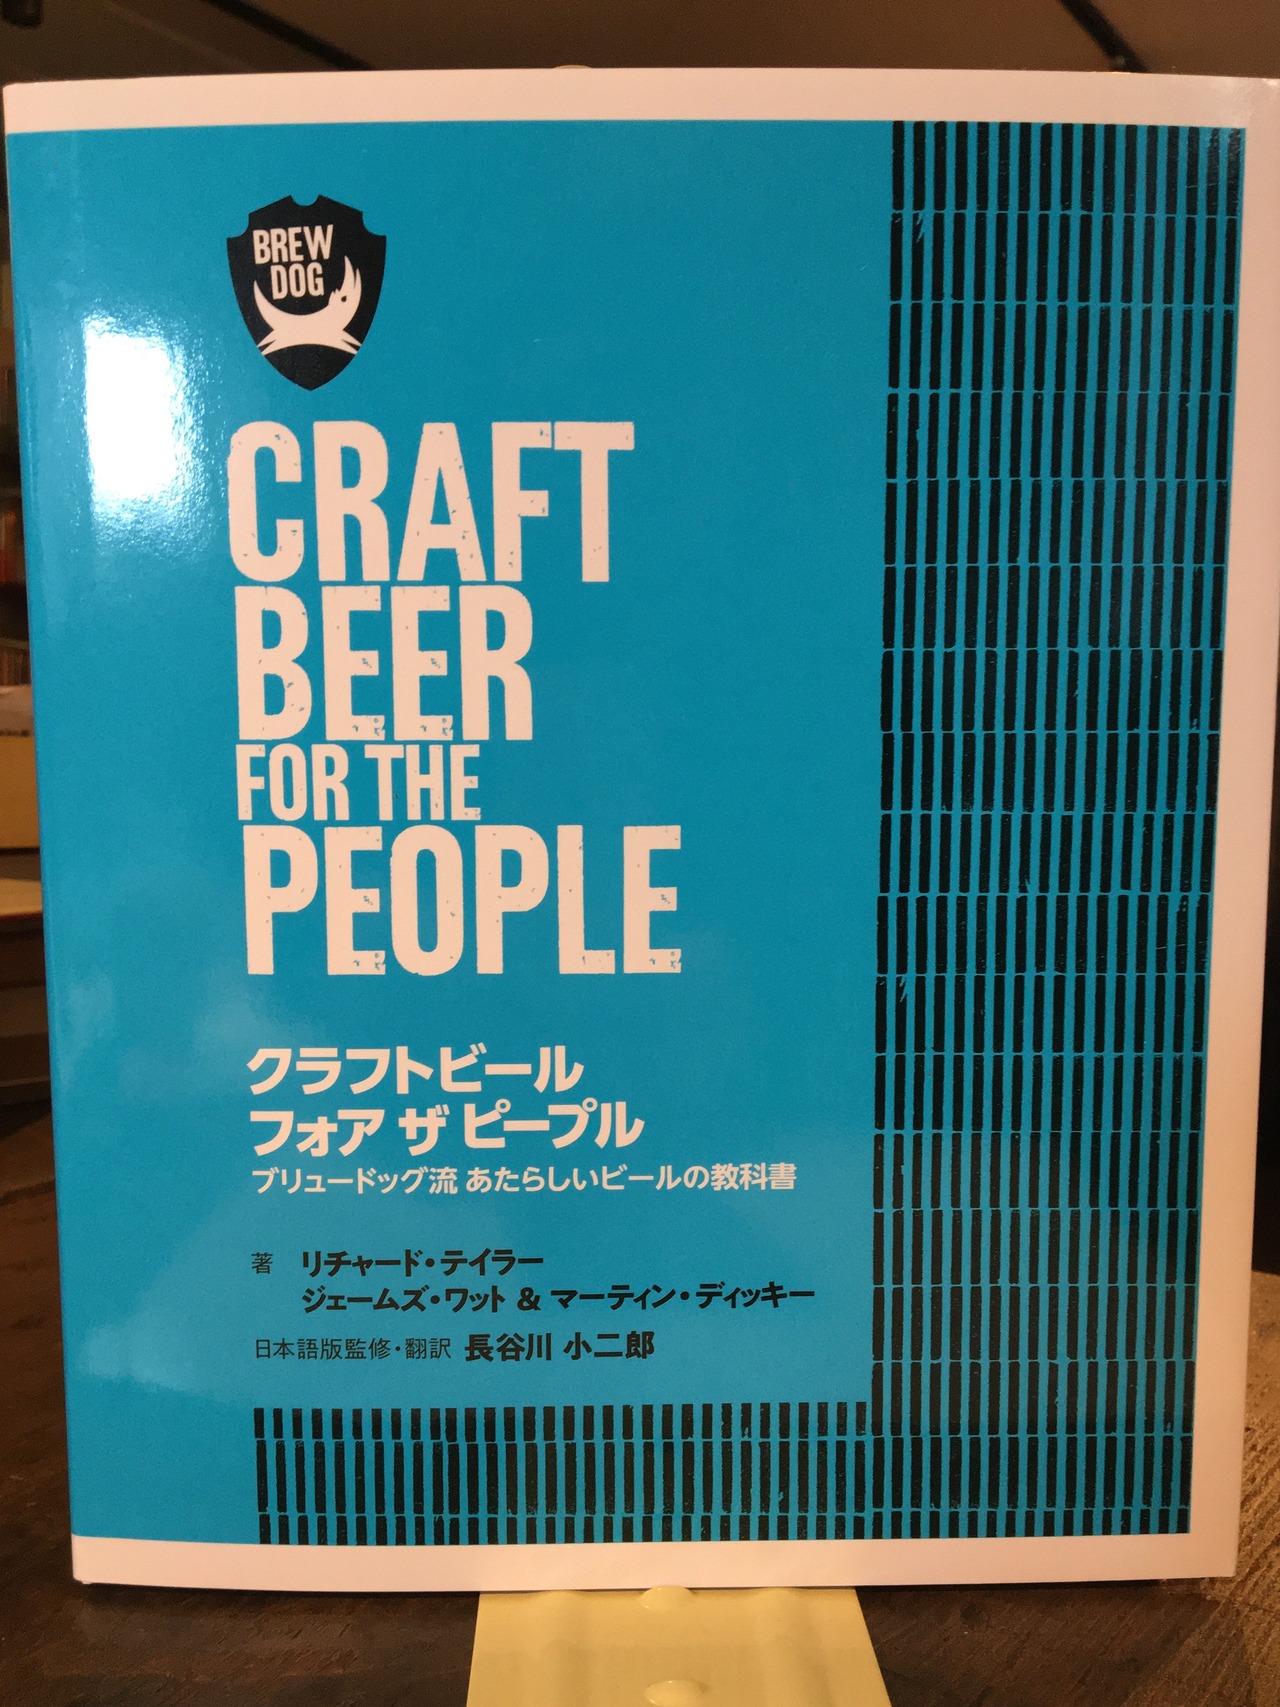 BREW
DOG
CRAFT
BEER
FOR THE
PEOPLE
クラフトビール
フォア ザ ピープル
ブリュードッグ流 あたらしいビールの教科書
著 リチャード・テイラー
ジェームズ・ワット & マーティン・ディッキー
日本語版監修・翻訳 長谷川 小二郎